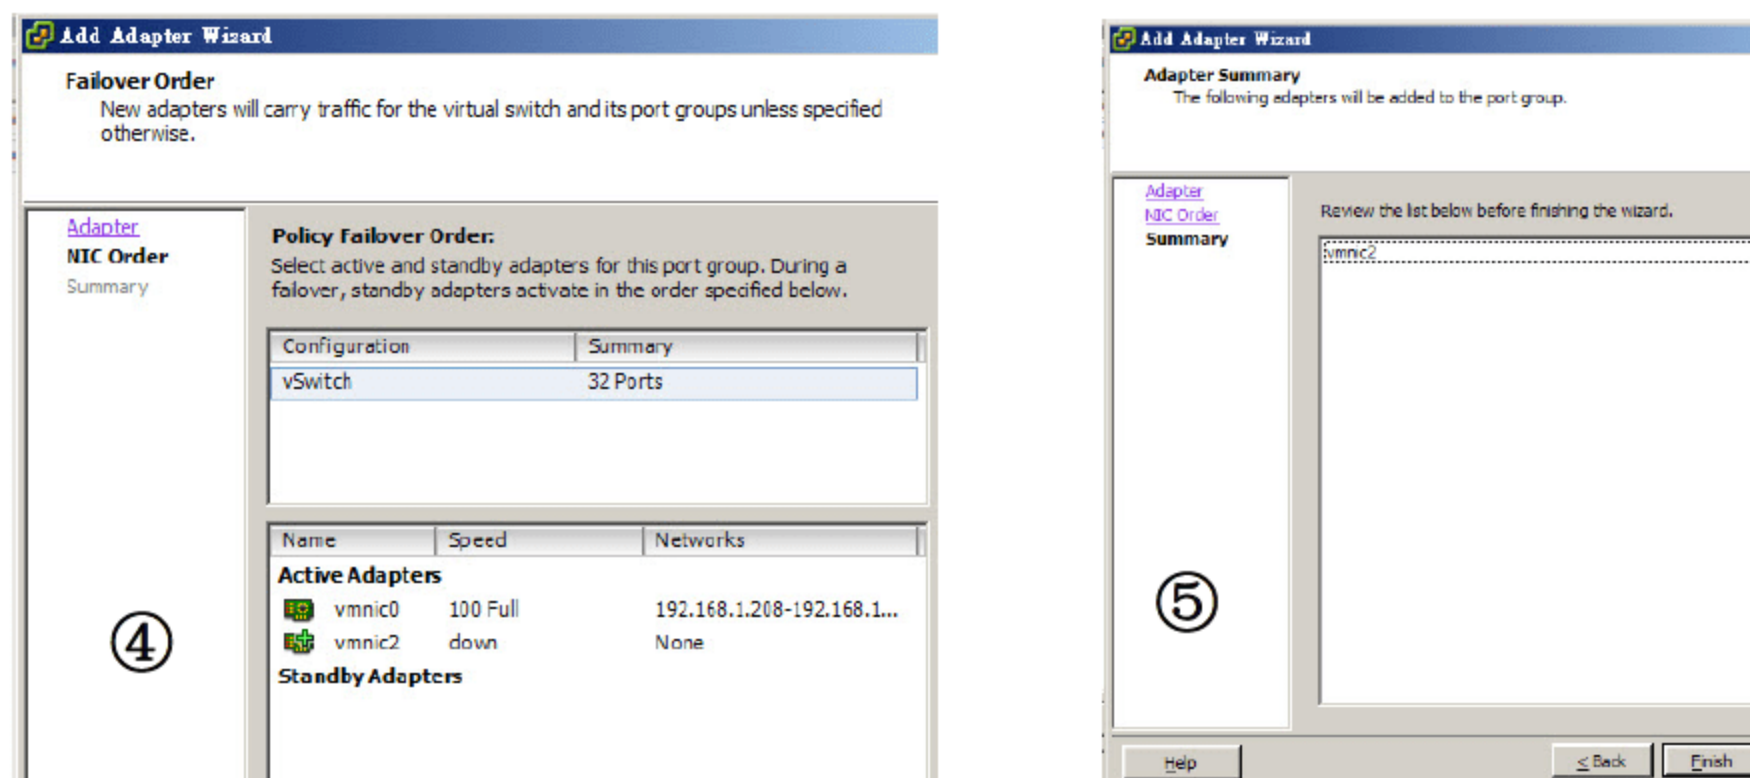 Add Adapter Wizard
Failover Order
New adapters will carry traffic for the virtual switch and its port groups unless specified
otherwise.
Adapter
NIC Order
Summary
Policy Failover Order:
Select active and standby adapters for this port group. During a
failover, standby adapters activate in the order specified below.
Configuration Summary
vSwitch 32 Ports
Name Speed Networks
Active Adapters
vmnic0 100 Full 192.168.1.208-192.168.1...
vmnic2 down None
Standby Adapters
④
Add Adapter Wizard
Adapter Summary
The following adapters will be added to the port group.
Adapter
NIC Order
Summary
Review the list below before finishing the wizard.
vmnic2
⑤
Help
≤ Back
Finish